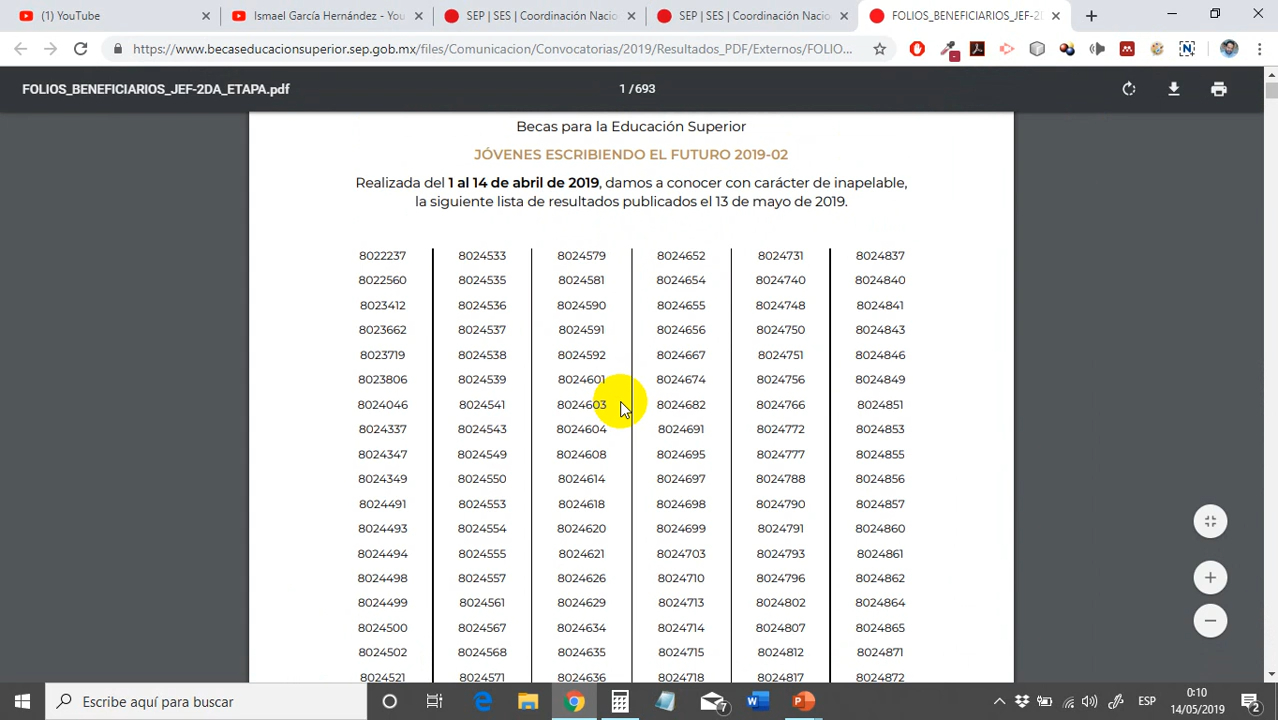 (1) YouTube
Ismael García Hernández - You
SEP | SES | Coordinación Nacio
SEP | SES | Coordinación Nacio
FOLIOS_BENEFICIARIOS_JEF-2D
https://www.becaseducacionsuperior.sep.gob.mx/files/Comunicacion/Convocatorias/2019/Resultados_PDF/Externos/FOLIO...
FOLIOS_BENEFICIARIOS_JEF-2DA_ETAPA.pdf
1 / 693
Becas para la Educación Superior
JÓVENES ESCRIBIENDO EL FUTURO 2019-02
Realizada del 1 al 14 de abril de 2019, damos a conocer con carácter de inapelable,
la siguiente lista de resultados publicados el 13 de mayo de 2019.
8022237 8024533 8024579 8024652 8024731 8024837
8022560 8024535 8024581 8024654 8024740 8024840
8023412 8024536 8024590 8024655 8024748 8024841
8023662 8024537 8024591 8024656 8024750 8024843
8023719 8024538 8024592 8024667 8024751 8024846
8023806 8024539 8024601 8024674 8024756 8024849
8024046 8024541 8024603 8024682 8024766 8024851
8024337 8024543 8024604 8024691 8024772 8024853
8024347 8024549 8024608 8024695 8024777 8024855
8024349 8024550 8024614 8024697 8024788 8024856
8024491 8024553 8024618 8024698 8024790 8024857
8024493 8024554 8024620 8024699 8024791 8024860
8024494 8024555 8024621 8024703 8024793 8024861
8024498 8024557 8024626 8024710 8024796 8024862
8024499 8024561 8024629 8024713 8024802 8024864
8024500 8024567 8024634 8024714 8024807 8024865
8024502 8024568 8024635 8024715 8024812 8024871
8024521 8024571 8024636 8024718 8024817 8024872
Escribe aquí para buscar
7
ESP
0:10
14/05/2019
2